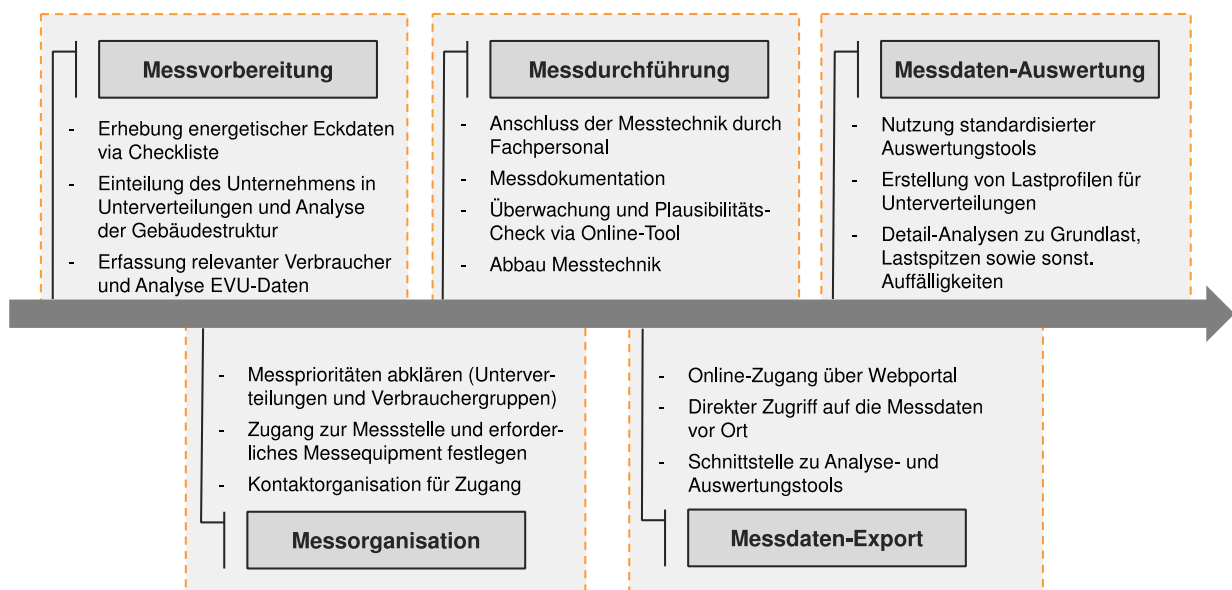 Messvorbereitung
- Erhebung energetischer Eckdaten
via Checkliste
- Einteilung des Unternehmens in
Unterverteilungen und Analyse
der Gebäudestruktur
- Erfassung relevanter Verbraucher
und Analyse EVU-Daten
Messdurchführung
- Anschluss der Messtechnik durch
Fachpersonal
- Messdokumentation
- Überwachung und Plausibilitäts-
Check via Online-Tool
- Abbau Messtechnik
Messdaten-Auswertung
- Nutzung standardisierter
Auswertungstools
- Erstellung von Lastprofilen für
Unterverteilungen
- Detail-Analysen zu Grundlast,
Lastspitzen sowie sonst.
Auffälligkeiten
- Messprioritäten abklären (Unterver-
teilungen und Verbrauchergruppen)
- Zugang zur Messstelle und erforder-
liches Messequipment festlegen
- Kontaktorganisation für Zugang
Messorganisation
- Online-Zugang über Webportal
- Direkter Zugriff auf die Messdaten
vor Ort
- Schnittstelle zu Analyse- und
Auswertungstools
Messdaten-Export